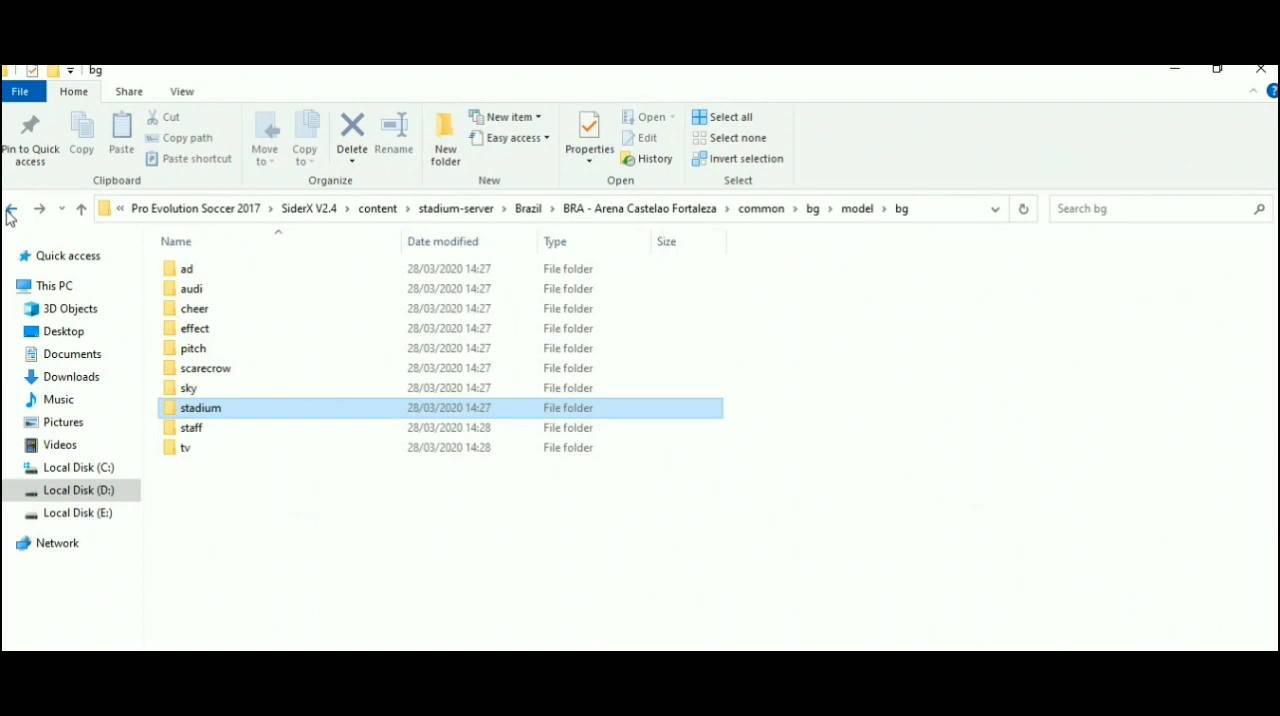 bg
File Home Share View
Pin to Quick access
Copy
Paste
Cut
Copy path
Paste shortcut
Clipboard
Move to
Copy to
Delete
Rename
Organize
New folder
New item
Easy access
New
Properties
Open
Edit
History
Open
Select all
Select none
Invert selection
Select
« Pro Evolution Soccer 2017 › SiderX V2.4 › content › stadium-server › Brazil › BRA - Arena Castelao Fortaleza › common › bg › model › bg
Search bg
Quick access
This PC
3D Objects
Desktop
Documents
Downloads
Music
Pictures
Videos
Local Disk (C:)
Local Disk (D:)
Local Disk (E:)
Network
Name Date modified Type Size
ad 28/03/2020 14:27 File folder
audi 28/03/2020 14:27 File folder
cheer 28/03/2020 14:27 File folder
effect 28/03/2020 14:27 File folder
pitch 28/03/2020 14:27 File folder
scarecrow 28/03/2020 14:27 File folder
sky 28/03/2020 14:27 File folder
stadium 28/03/2020 14:27 File folder
staff 28/03/2020 14:28 File folder
tv 28/03/2020 14:28 File folder